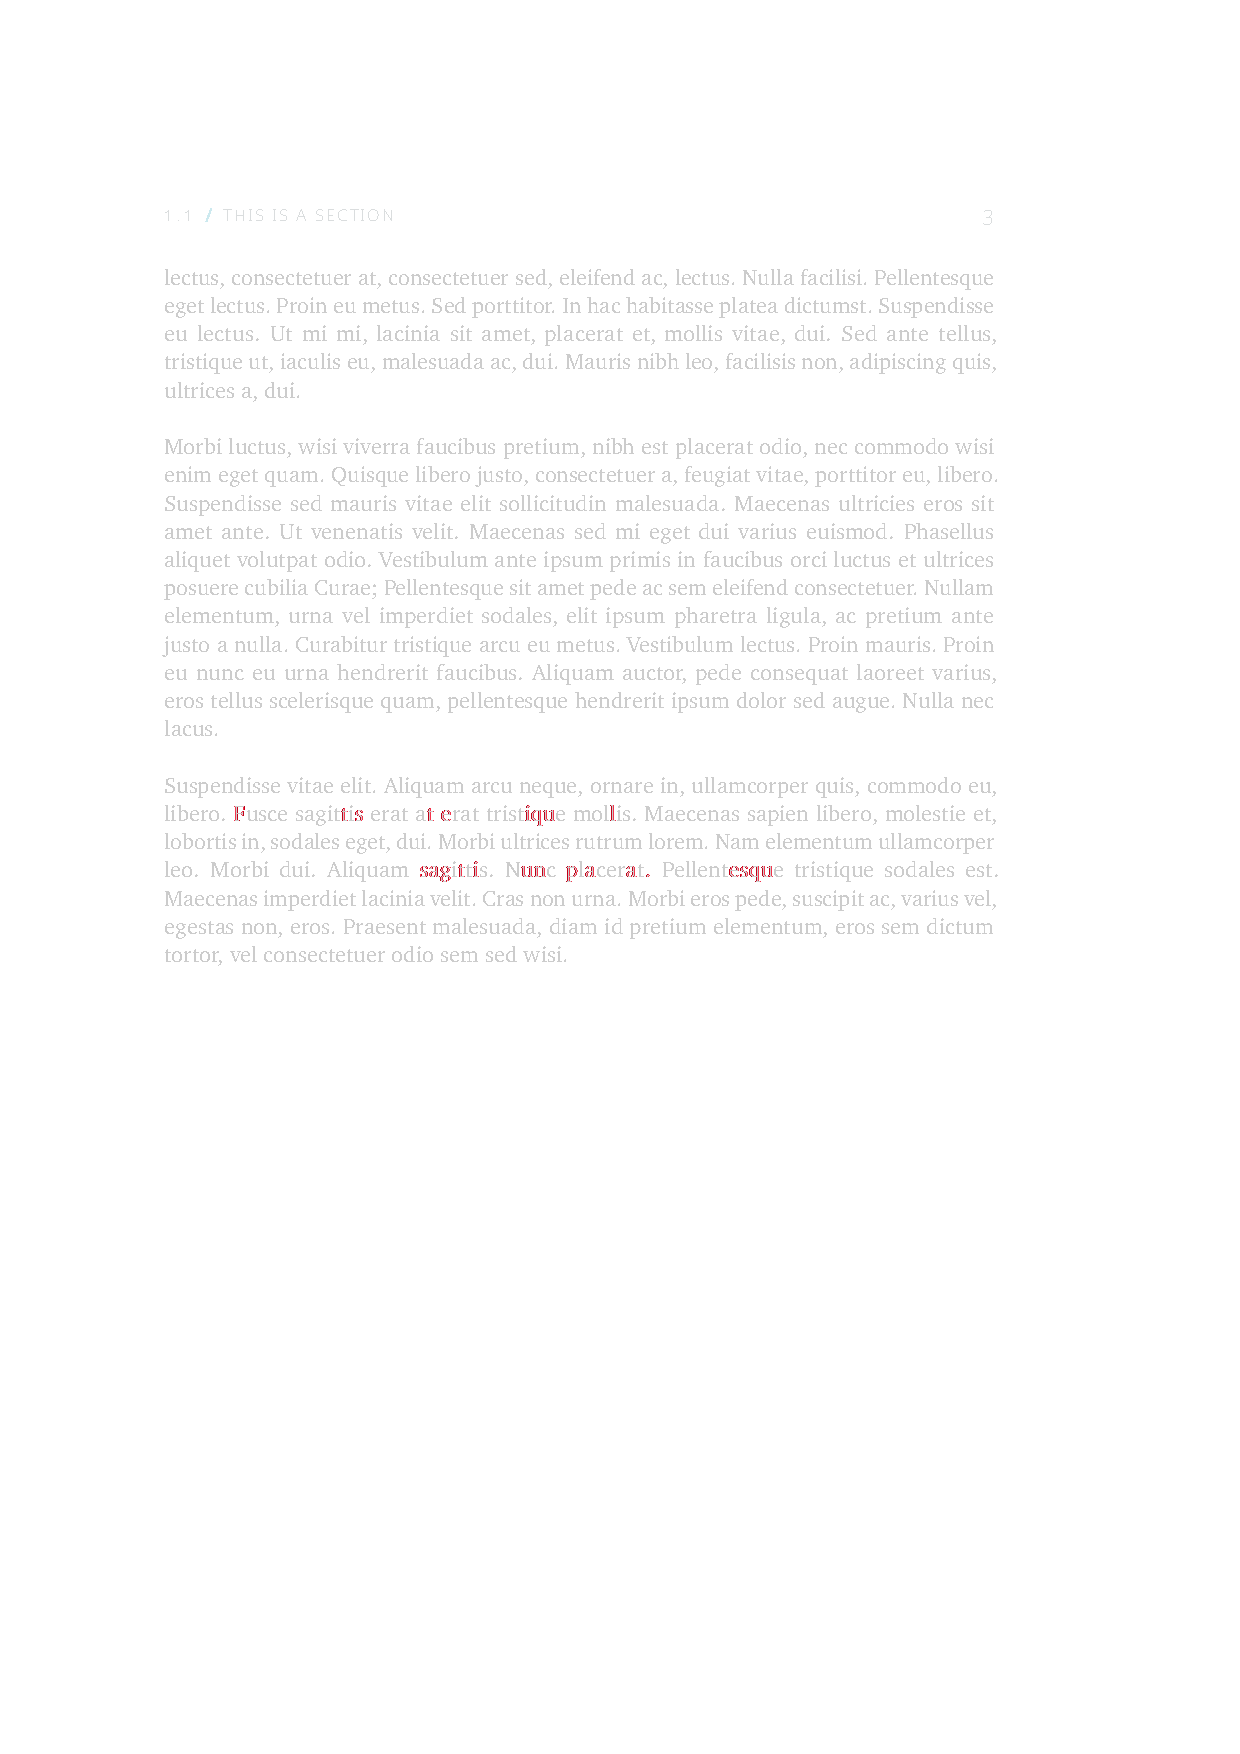 1.1 / THIS IS A SECTION 3
lectus, consectetuer at, consectetuer sed, eleifend ac, lectus. Nulla facilisi. Pellentesque
eget lectus. Proin eu metus. Sed porttitor. In hac habitasse platea dictumst. Suspendisse
eu lectus. Ut mi mi, lacinia sit amet, placerat et, mollis vitae, dui. Sed ante tellus,
tristique ut, iaculis eu, malesuada ac, dui. Mauris nibh leo, facilisis non, adipiscing quis,
ultrices a, dui.
Morbi luctus, wisi viverra faucibus pretium, nibh est placerat odio, nec commodo wisi
enim eget quam. Quisque libero justo, consectetuer a, feugiat vitae, porttitor eu, libero.
Suspendisse sed mauris vitae elit sollicitudin malesuada. Maecenas ultricies eros sit
amet ante. Ut venenatis velit. Maecenas sed mi eget dui varius euismod. Phasellus
aliquet volutpat odio. Vestibulum ante ipsum primis in faucibus orci luctus et ultrices
posuere cubilia Curae; Pellentesque sit amet pede ac sem eleifend consectetuer. Nullam
elementum, urna vel imperdiet sodales, elit ipsum pharetra ligula, ac pretium ante
justo a nulla. Curabitur tristique arcu eu metus. Vestibulum lectus. Proin mauris. Proin
eu nunc eu urna hendrerit faucibus. Aliquam auctor, pede consequat laoreet varius,
eros tellus scelerisque quam, pellentesque hendrerit ipsum dolor sed augue. Nulla nec
lacus.
Suspendisse vitae elit. Aliquam arcu neque, ornare in, ullamcorper quis, commodo eu,
libero. Fusce sagittis erat at erat tristique mollis. Maecenas sapien libero, molestie et,
lobortis in, sodales eget, dui. Morbi ultrices rutrum lorem. Nam elementum ullamcorper
leo. Morbi dui. Aliquam sagittis. Nunc placerat. Pellentesque tristique sodales est.
Maecenas imperdiet lacinia velit. Cras non urna. Morbi eros pede, suscipit ac, varius vel,
egestas non, eros. Praesent malesuada, diam id pretium elementum, eros sem dictum
tortor, vel consectetuer odio sem sed wisi.